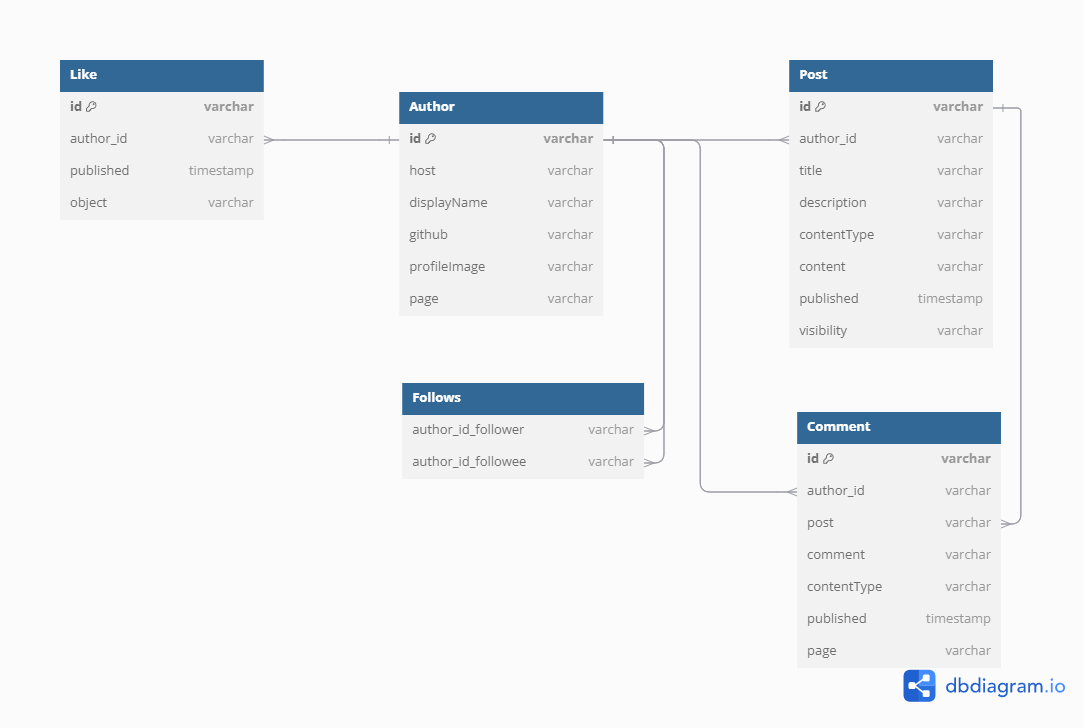 Like
id varchar
author_id varchar
published timestamp
object varchar
Author
id varchar
host varchar
displayName varchar
github varchar
profileImage varchar
page varchar
Post
id varchar
author_id varchar
title varchar
description varchar
contentType varchar
content varchar
published timestamp
visibility varchar
Follows
author_id_follower varchar
author_id_followee varchar
Comment
id varchar
author_id varchar
post varchar
comment varchar
contentType varchar
published timestamp
page varchar
dbdiagram.io